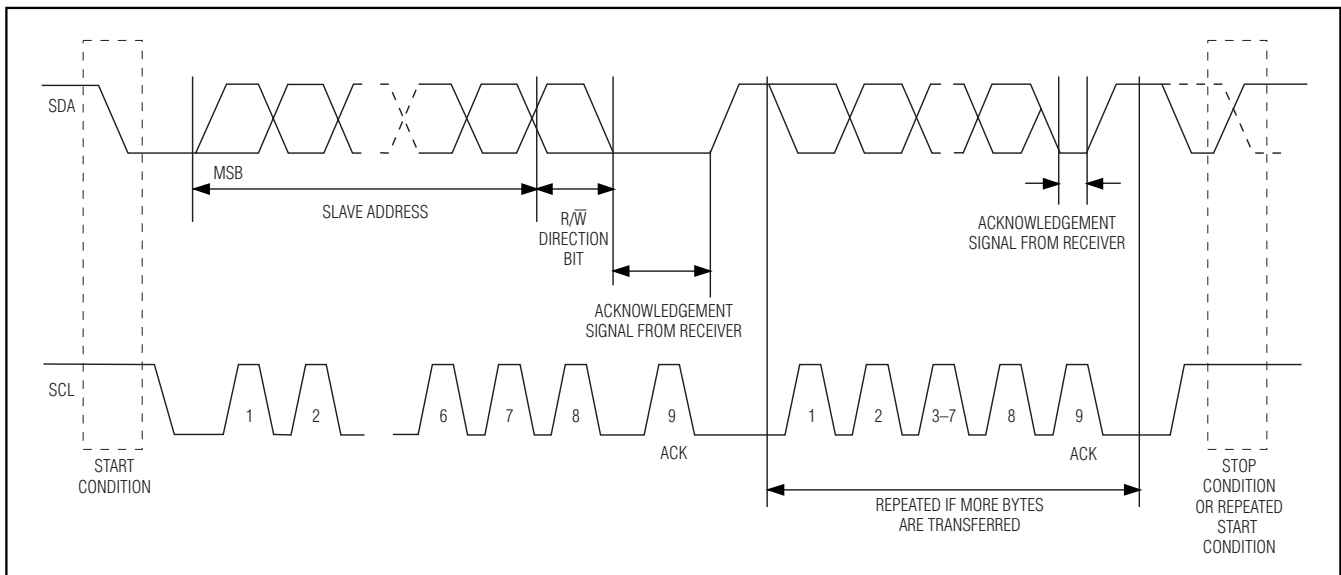 SDA
MSB
SLAVE ADDRESS
R/W̅
DIRECTION
BIT
ACKNOWLEDGEMENT
SIGNAL FROM RECEIVER
ACKNOWLEDGEMENT
SIGNAL FROM RECEIVER
SCL
1 2 6 7 8 9 1 2 3–7 8 9
ACK ACK
START
CONDITION
REPEATED IF MORE BYTES
ARE TRANSFERRED
STOP
CONDITION
OR REPEATED
START
CONDITION